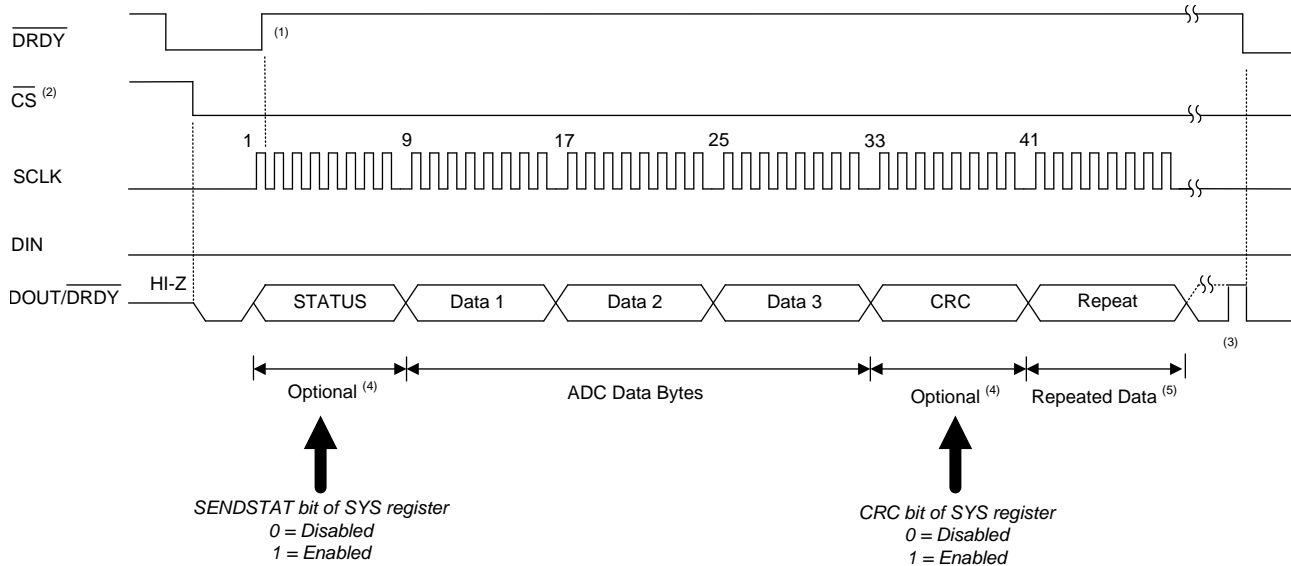 DRDY
(1)
CS (2)
1 9 17 25 33 41
SCLK
DIN
HI-Z
DOUT/DRDY
STATUS Data 1 Data 2 Data 3 CRC Repeat
(3)
Optional (4) ADC Data Bytes Optional (4) Repeated Data (5)
SENDSTAT bit of SYS register
0 = Disabled
1 = Enabled
CRC bit of SYS register
0 = Disabled
1 = Enabled